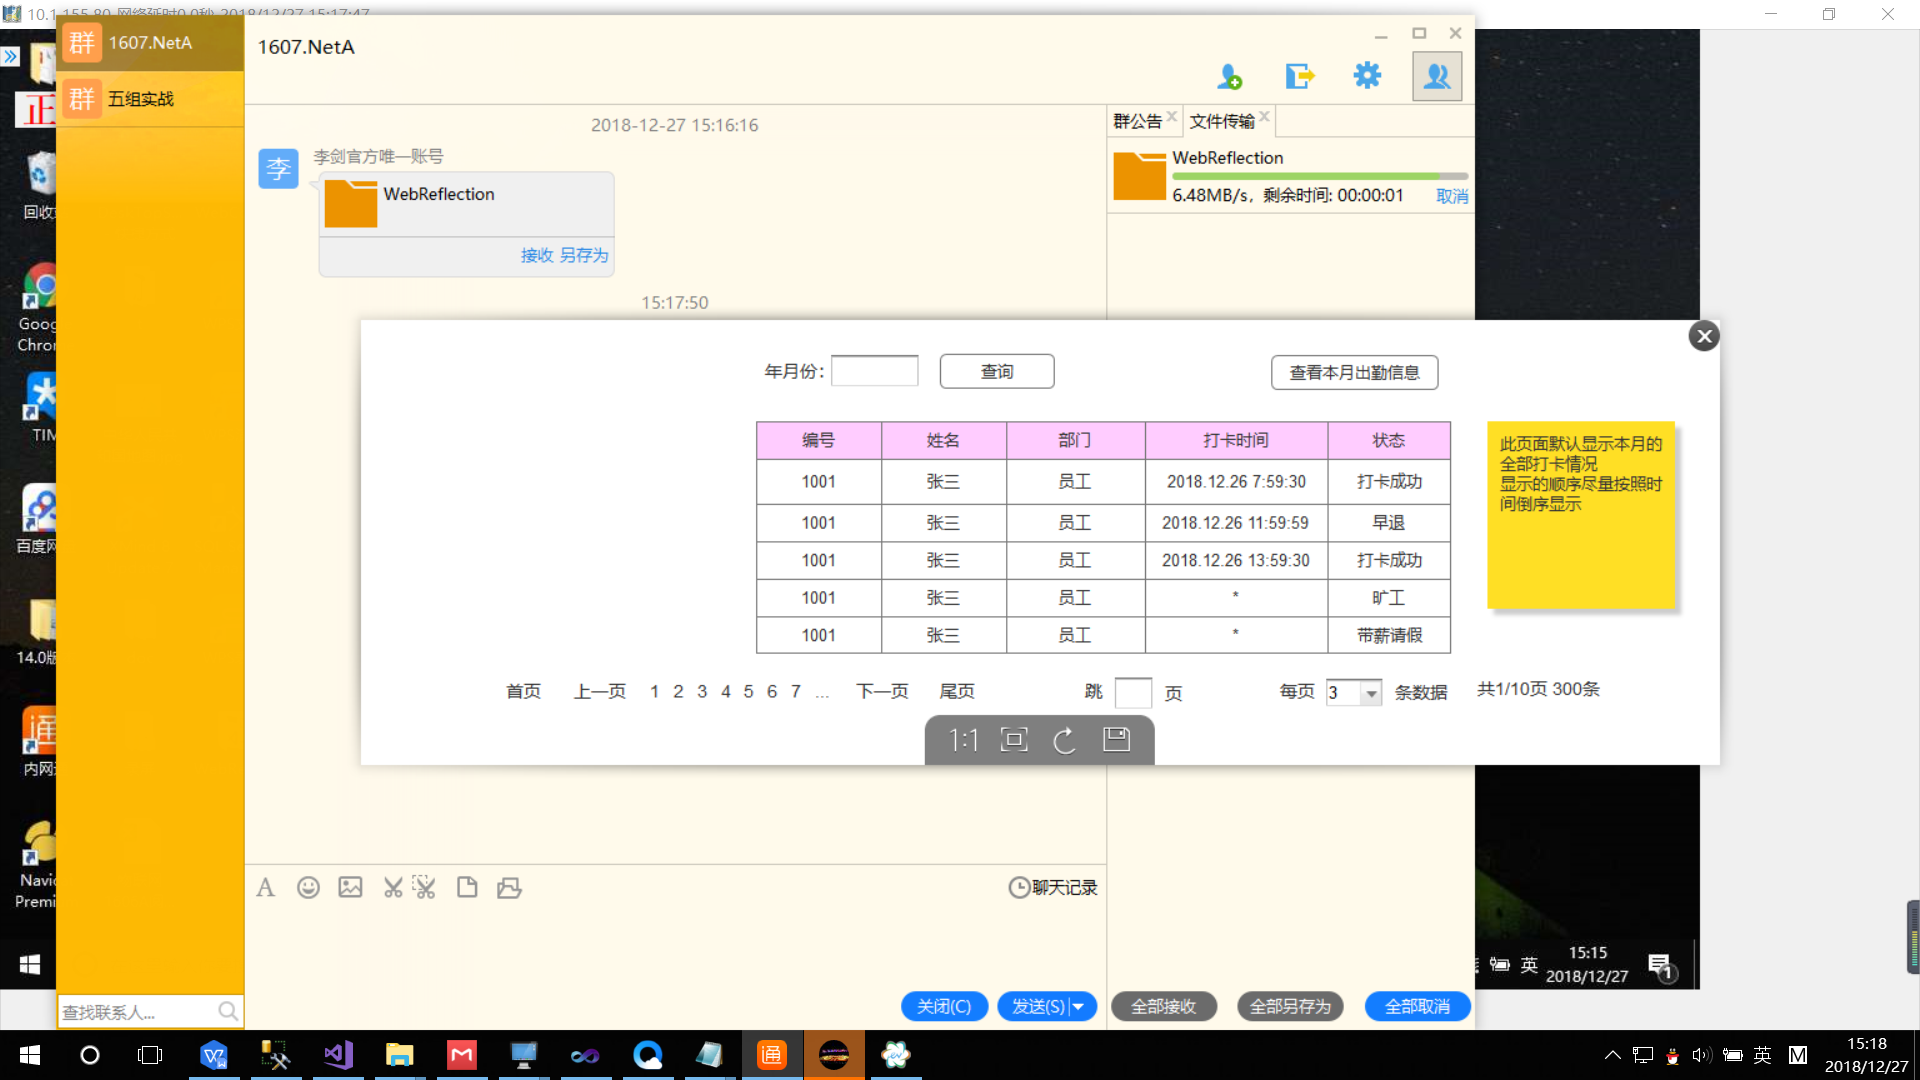 10.1.155.80 网络延时0.0秒 2018/12/27 15:17:47
群 1607.NetA
群 五组实战
1607.NetA
2018-12-27 15:16:16
李
李剑官方唯一账号
WebReflection
接收 另存为
15:17:50
群公告 文件传输
WebReflection
6.48MB/s, 剩余时间: 00:00:01 取消
正
回收
Goog
Chron
TIM
百度网
14.0版
内网通
Navic
Premi
年月份: 查询 查看本月出勤信息
编号 姓名 部门 打卡时间 状态
1001 张三 员工 2018.12.26 7:59:30 打卡成功
1001 张三 员工 2018.12.26 11:59:59 早退
1001 张三 员工 2018.12.26 13:59:30 打卡成功
1001 张三 员工 * 旷工
1001 张三 员工 * 带薪请假
此页面默认显示本月的
全部打卡情况
显示的顺序尽量按照时
间倒序显示
首页 上一页 1 2 3 4 5 6 7 ... 下一页 尾页 跳 页 每页 3 条数据 共1/10页 300条
1:1
A 聊天记录
关闭(C) 发送(S) 全部接收 全部另存为 全部取消
查找联系人...
英 15:15
2018/12/27
1
通
英 M 15:18
2018/12/27